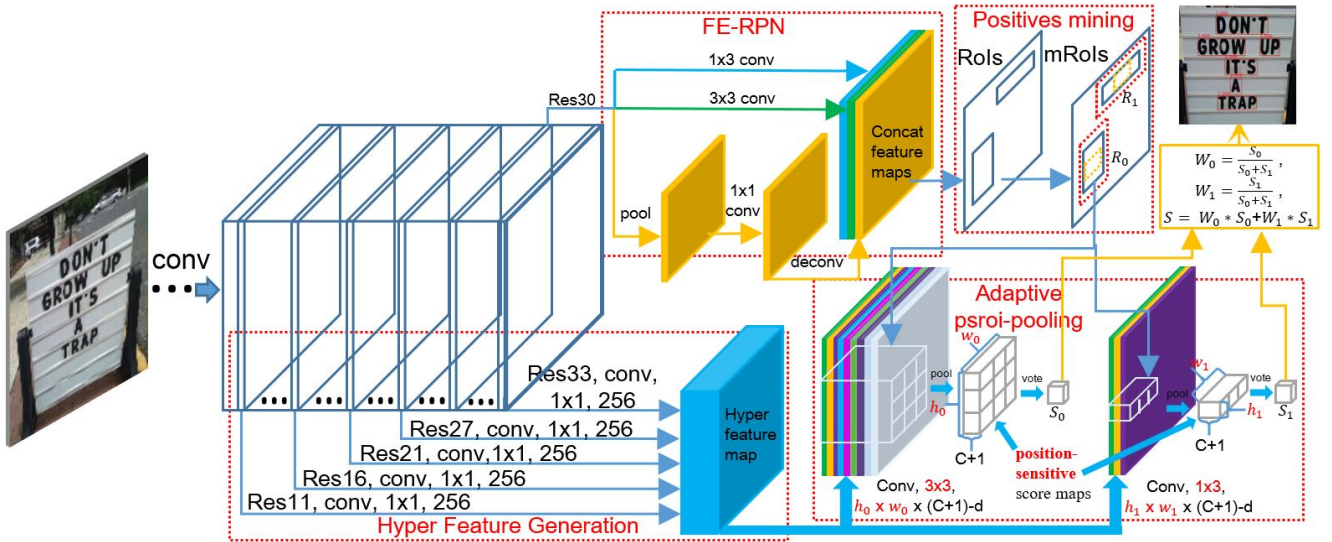 FE-RPN
1x3 conv
Res30
3x3 conv
Concat
feature
maps
pool
1x1
conv
deconv
Positives mining
RoIs
mRoIs
R₁
R₀
DON'T
GROW UP
IT'S
A
TRAP
W₀ = S₀/(S₀+S₁) ,
W₁ = S₁/(S₀+S₁) ,
S = W₀ * S₀+W₁ * S₁
conv
DON'T
GROW UP
IT'S
A
TRAP
Res33, conv,
1x1, 256
Res27, conv, 1x1, 256
Res21, conv,1x1, 256
Res16, conv, 1x1, 256
Res11, conv, 1x1, 256
Hyper
feature
map
Hyper Feature Generation
Adaptive
psroi-pooling
w₀
pool
h₀
vote
S₀
C+1
Conv, 3x3,
h₀ x w₀ x (C+1)-d
position-
sensitive
score maps
w₁
pool
h₁
vote
S₁
C+1
Conv, 1x3,
h₁ x w₁ x (C+1)-d